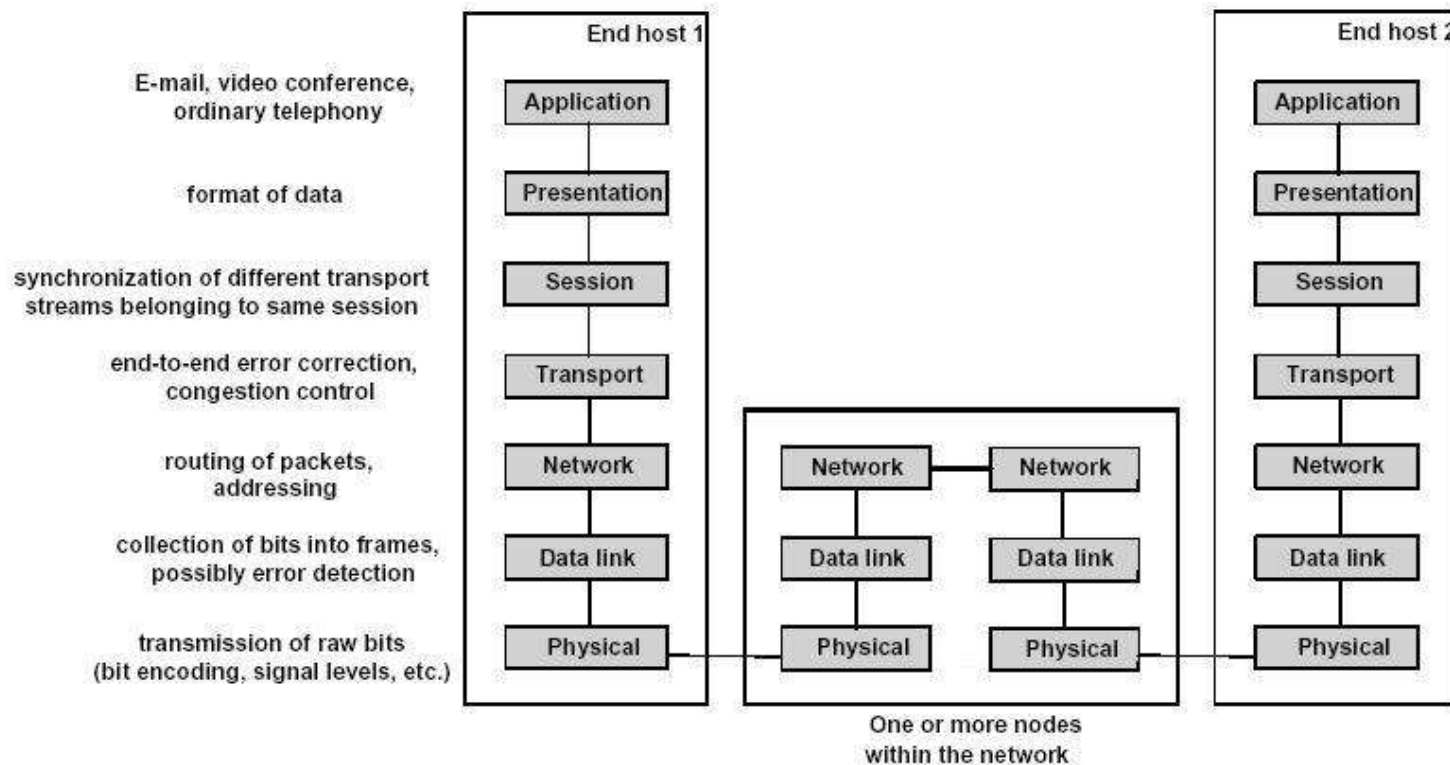 End host 1
End host 2
E-mail, video conference,
ordinary telephony
Application
Application
format of data
Presentation
Presentation
synchronization of different transport
streams belonging to same session
Session
Session
end-to-end error correction,
congestion control
Transport
Transport
routing of packets,
addressing
Network
Network
Network
Network
collection of bits into frames,
possibly error detection
Data link
Data link
Data link
Data link
transmission of raw bits
(bit encoding, signal levels, etc.)
Physical
Physical
Physical
Physical
One or more nodes
within the network